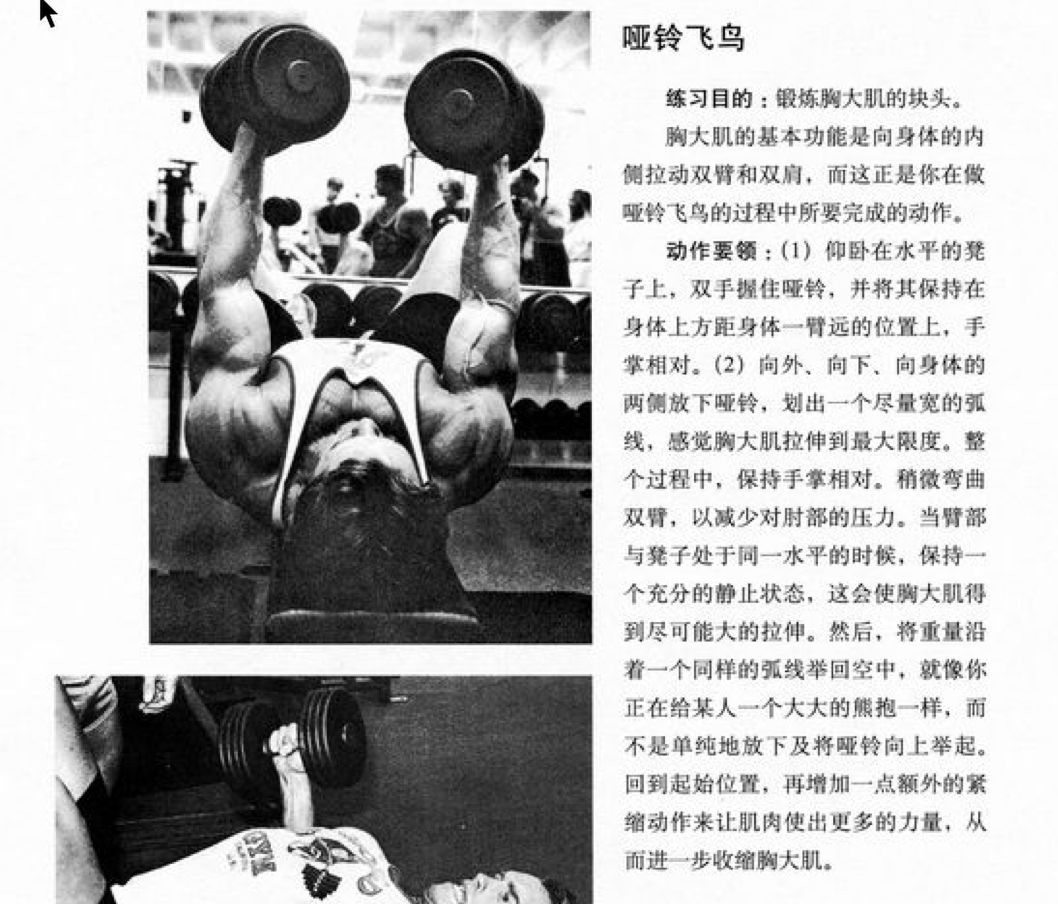 哑铃飞鸟
练习目的：锻炼胸大肌的块头。
胸大肌的基本功能是向身体的内
侧拉动双臂和双肩，而这正是你在做
哑铃飞鸟的过程中所要完成的动作。
动作要领：(1) 仰卧在水平的凳
子上，双手握住哑铃，并将其保持在
身体上方距身体一臂远的位置上，手
掌相对。(2) 向外、向下、向身体的
两侧放下哑铃，划出一个尽量宽的弧
线，感觉胸大肌拉伸到最大限度。整
个过程中，保持手掌相对。稍微弯曲
双臂，以减少对肘部的压力。当臂部
与凳子处于同一水平的时候，保持一
个充分的静止状态，这会使胸大肌得
到尽可能大的拉伸。然后，将重量沿
着一个同样的弧线举回空中，就像你
正在给某人一个大大的熊抱一样，而
不是单纯地放下及将哑铃向上举起。
回到起始位置，再增加一点额外的紧
缩动作来让肌肉使出更多的力量，从
而进一步收缩胸大肌。
GYM